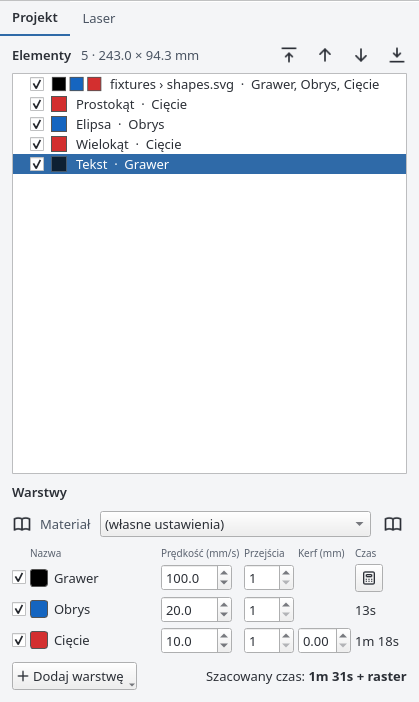 Projekt Laser
Elementy 5 · 243.0 × 94.3 mm
fixtures › shapes.svg · Grawer, Obrys, Cięcie
Prostokąt · Cięcie
Elipsa · Obrys
Wielokąt · Cięcie
Tekst · Grawer
Warstwy
Materiał (własne ustawienia)
Nazwa Prędkość (mm/s) Przejścia Kerf (mm) Czas
Grawer 100.0 1
Obrys 20.0 1 13s
Cięcie 10.0 1 0.00 1m 18s
+ Dodaj warstwę Szacowany czas: 1m 31s + raster